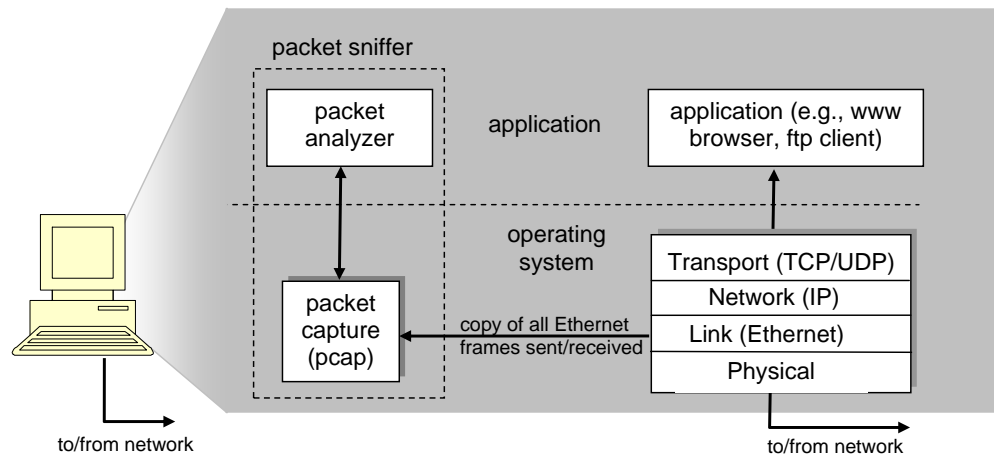 packet sniffer
packet
analyzer
application
application (e.g., www
browser, ftp client)
operating
system
packet
capture
(pcap)
copy of all Ethernet
frames sent/received
Transport (TCP/UDP)
Network (IP)
Link (Ethernet)
Physical
to/from network
to/from network